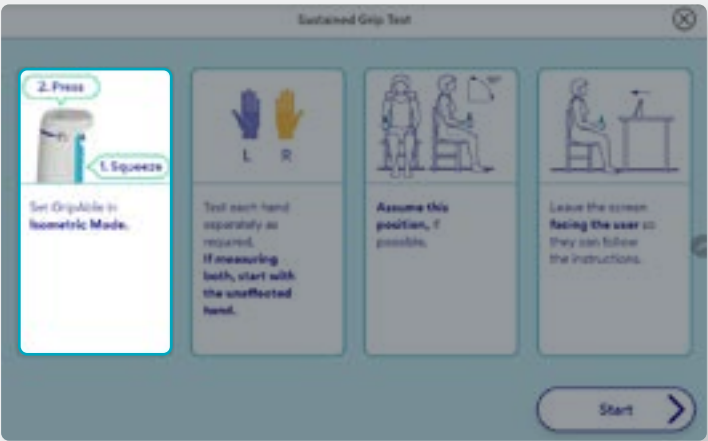 Sustained Grip Test
2. Press
1. Squeeze
Set GripAble in
Isometric Mode.
L R
Test each hand
separately as
required.
If measuring
both, start with
the unaffected
hand.
Assume this
position, if
possible.
Leave the screen
facing the user so
they can follow
the instructions.
Start